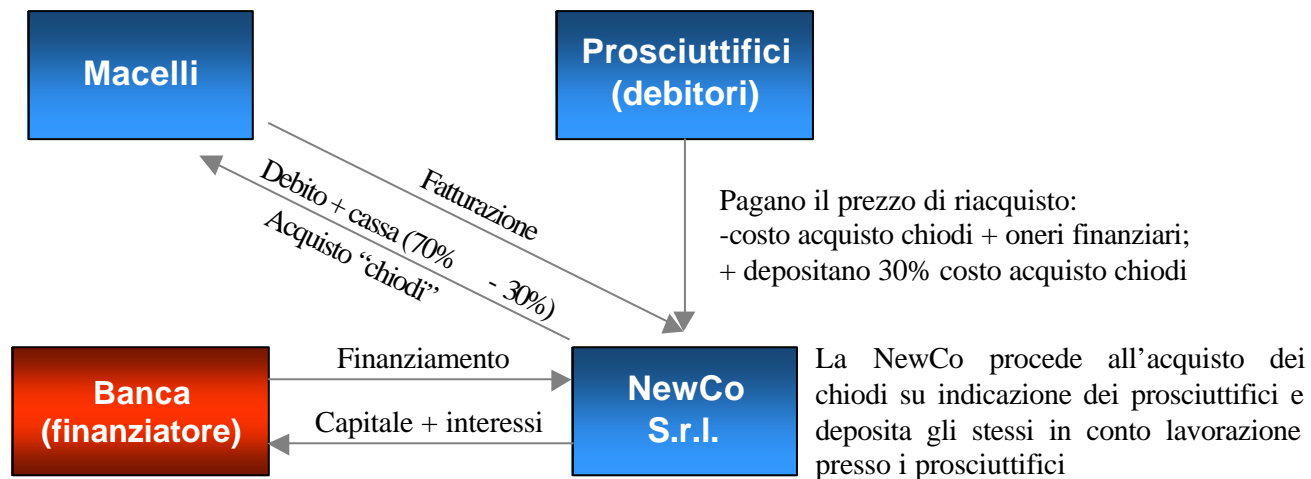 Macelli
Prosciuttifici
(debitori)
Fatturazione
Debito + cassa (70%
- 30%)
Acquisto “chiodi”
Pagano il prezzo di riacquisto:
-costo acquisto chiodi + oneri finanziari;
+ depositano 30% costo acquisto chiodi
Banca
(finanziatore)
Finanziamento
Capitale + interessi
NewCo
S.r.l.
La NewCo procede all’acquisto dei
chiodi su indicazione dei prosciuttifici e
deposita gli stessi in conto lavorazione
presso i prosciuttifici